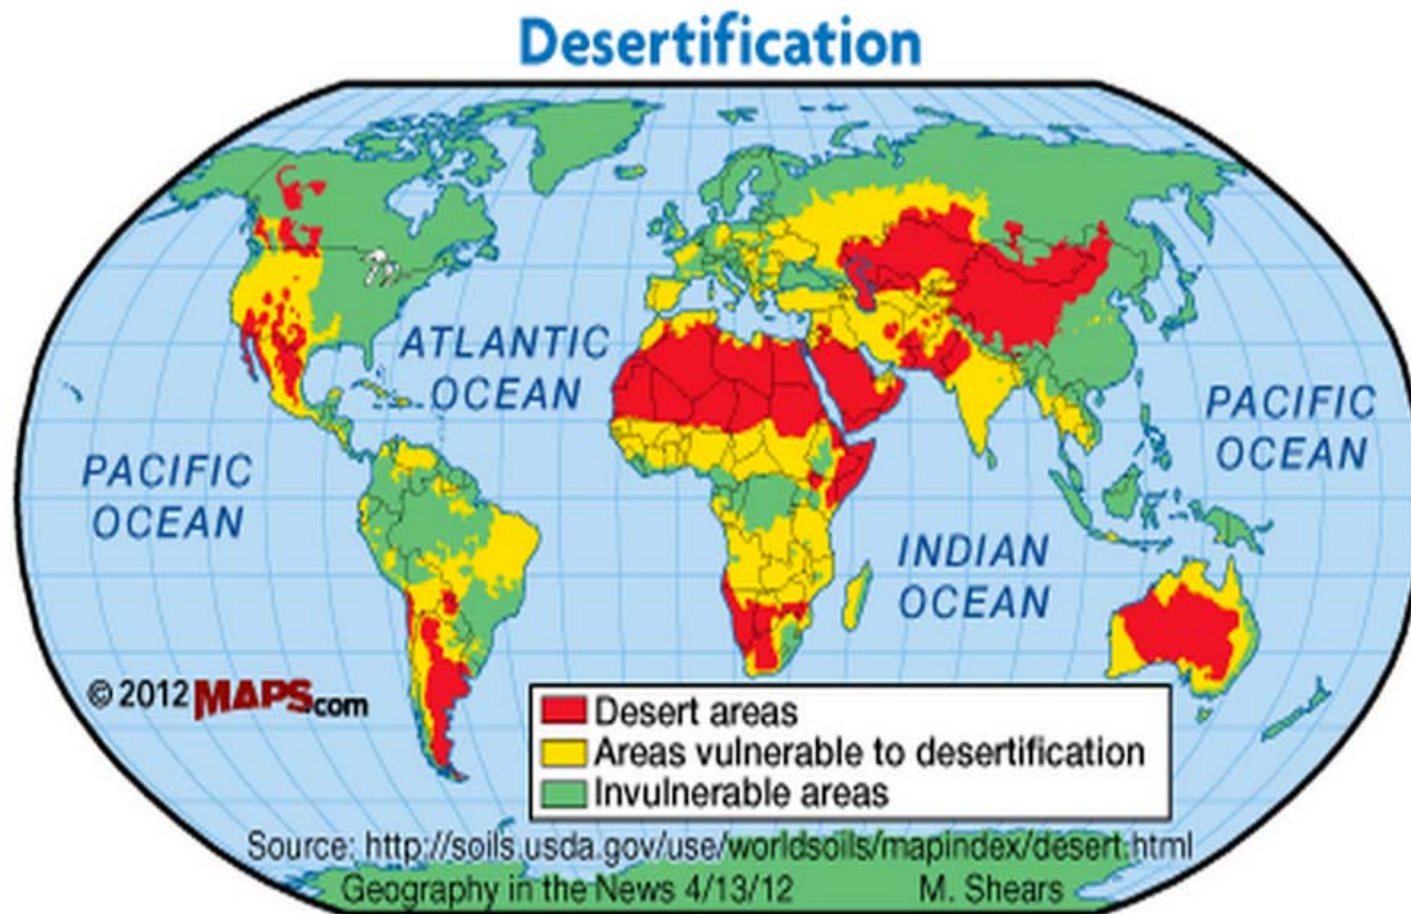 Desertification
ATLANTIC
OCEAN
PACIFIC
OCEAN
PACIFIC
OCEAN
INDIAN
OCEAN
© 2012 MAPS.com
Desert areas
Areas vulnerable to desertification
Invulnerable areas
Source: http://soils.usda.gov/use/worldsoils/mapindex/desert.html
Geography in the News 4/13/12 M. Shears